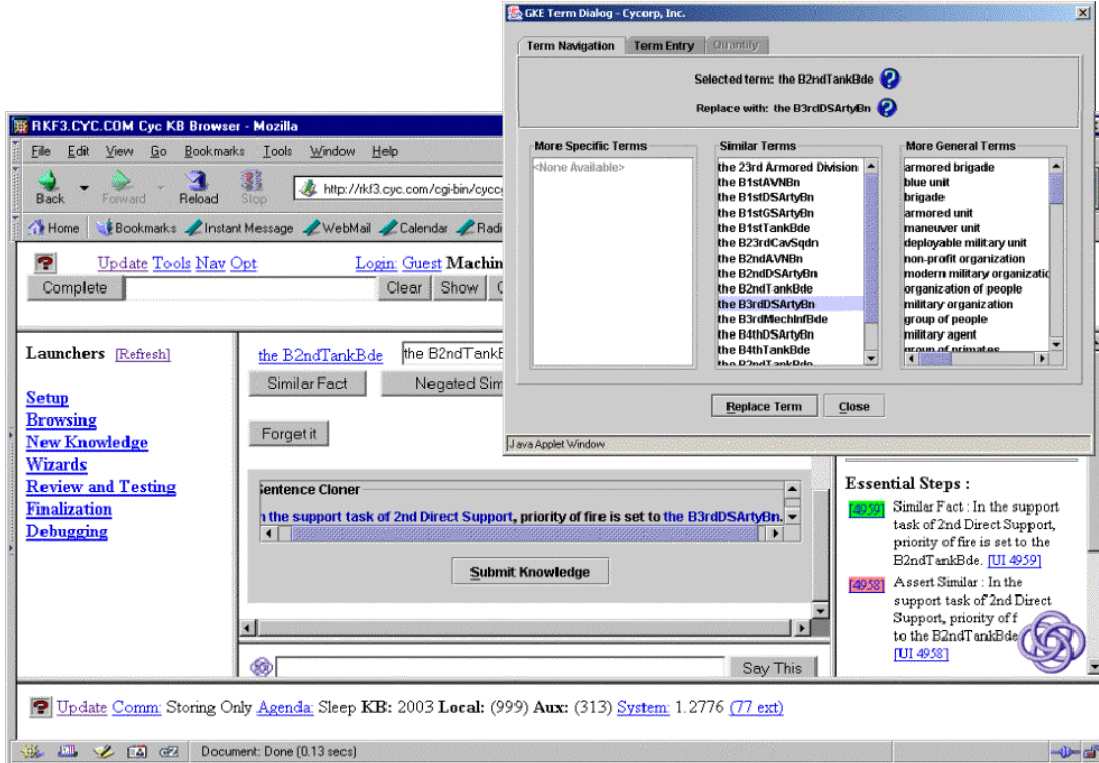 GKE Term Dialog - Cycorp, Inc.
Term Navigation Term Entry Quantify
Selected term: the B2ndTankBde ?
Replace with: the B3rdDSArtyBn ?
More Specific Terms
<None Available>
Similar Terms
the 23rd Armored Division
the B1stAVNBn
the B1stDSArtyBn
the B1stGSArtyBn
the B1stTankBde
the B23rdCavSqdn
the B2ndAVNBn
the B2ndDSArtyBn
the B2ndTankBde
the B3rdDSArtyBn
the B3rdMechInfBde
the B4thDSArtyBn
the B4thTankBde
More General Terms
armored brigade
blue unit
brigade
armored unit
maneuver unit
deployable military unit
non-profit organization
modern military organizatic
organization of people
military organization
group of people
military agent
group of primates
Replace Term Close
Java Applet Window
RKF3.CYC.COM Cyc KB Browser - Mozilla
File Edit View Go Bookmarks Tools Window Help
Back Forward Reload Stop http://rkf3.cyc.com/cgi-bin/cyccg
Home Bookmarks Instant Message WebMail Calendar Radi
? Update Tools Nav Opt Login: Guest Machin
Complete Clear Show
Launchers [Refresh]
Setup
Browsing
New Knowledge
Wizards
Review and Testing
Finalization
Debugging
the B2ndTankBde the B2ndTankB
Similar Fact Negated Sim
Forget it
Sentence Cloner
n the support task of 2nd Direct Support, priority of fire is set to the B3rdDSArtyBn.
Submit Knowledge
Say This
Essential Steps :
[4959] Similar Fact : In the support
task of 2nd Direct Support,
priority of fire is set to the
B2ndTankBde. [UI 4959]
[4958] Assert Similar : In the
support task of 2nd Direct
Support, priority of f
to the B2ndTankBde
[UI 4958]
? Update Comm: Storing Only Agenda: Sleep KB: 2003 Local: (999) Aux: (313) System: 1.2776 (77 ext)
Document: Done (0.13 secs)